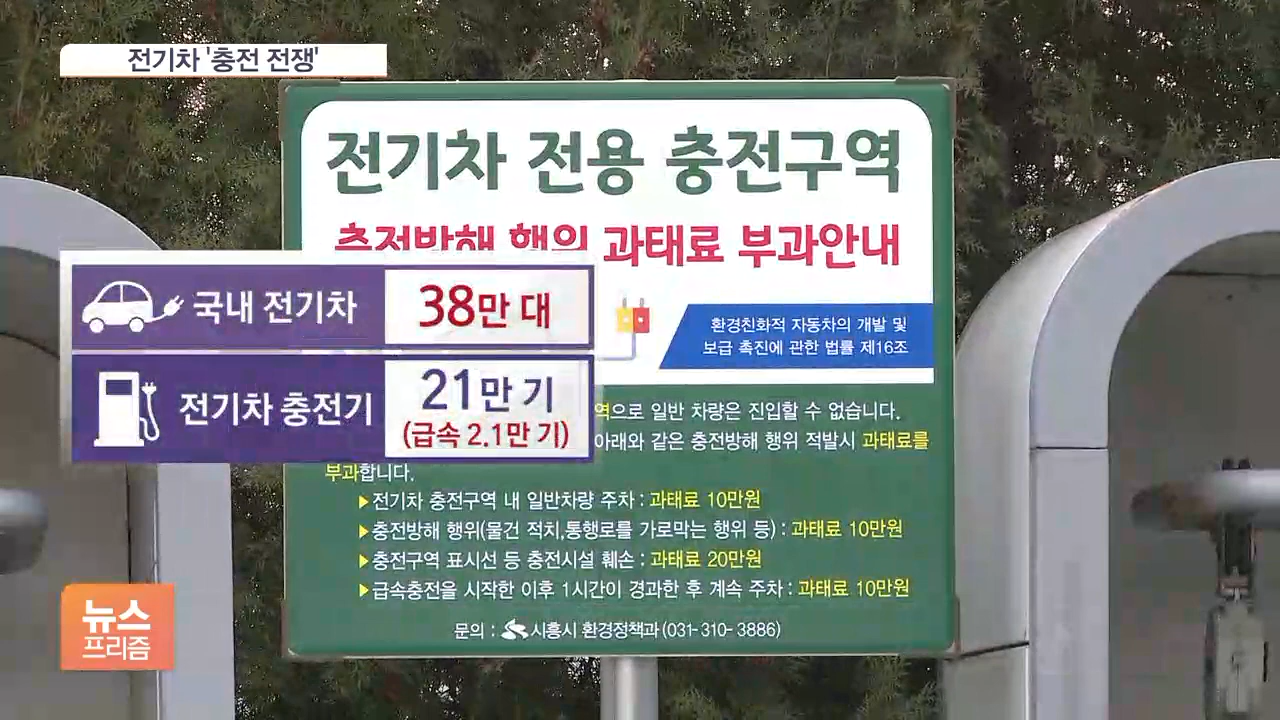 전기차 '충전 전쟁'
전기차 전용 충전구역
충전방해 행위 과태료 부과안내
국내 전기차 38만 대
환경친화적 자동차의 개발 및
보급 촉진에 관한 법률 제16조
전기차 충전기 21만 기
(급속 2.1만 기)
역으로 일반 차량은 진입할 수 없습니다.
아래와 같은 충전방해 행위 적발시 과태료를
부과합니다.
▶전기차 충전구역 내 일반차량 주차 : 과태료 10만원
▶충전방해 행위(물건 적치,통행로를 가로막는 행위 등) : 과태료 10만원
▶충전구역 표시선 등 충전시설 훼손 : 과태료 20만원
▶급속충전을 시작한 이후 1시간이 경과한 후 계속 주차 : 과태료 10만원
문의 : 시흥시 환경정책과(031-310-3886)
뉴스
프리즘